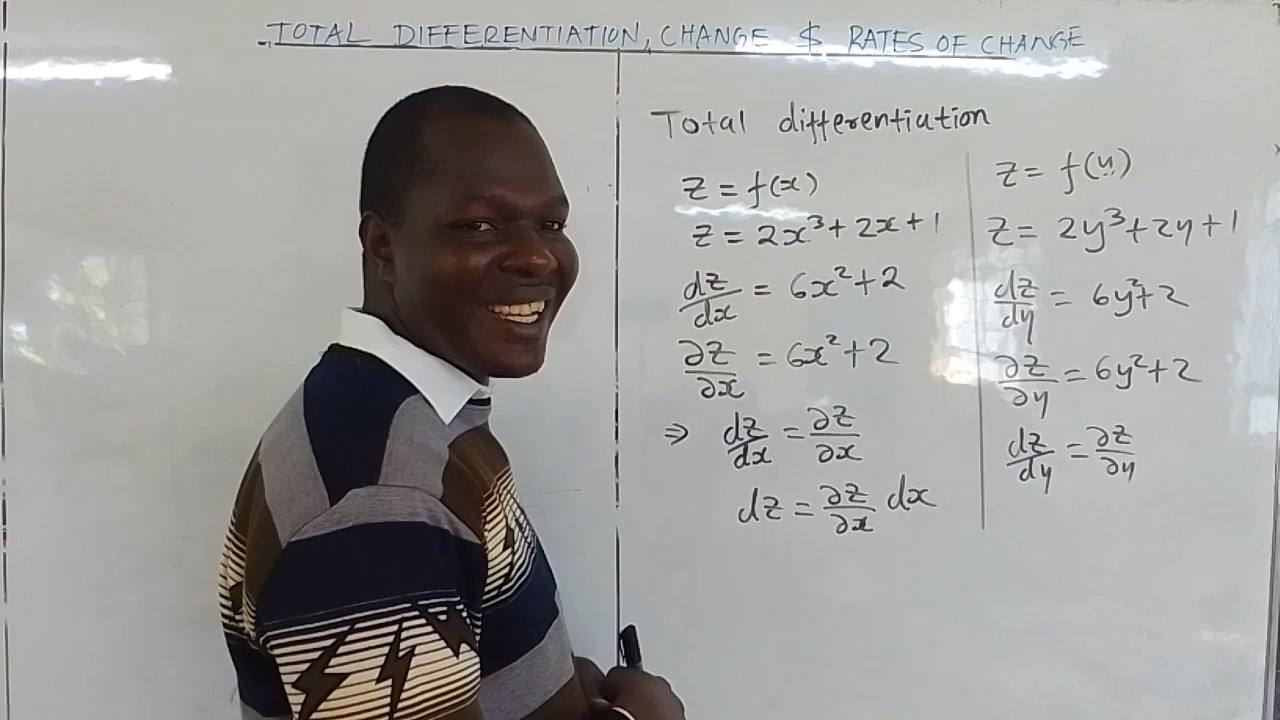 TOTAL DIFFERENTIATION, CHANGE $ RATES OF CHANGE
Total differentiation
z = f(x)
z = 2x³ + 2x + 1
dz/dx = 6x² + 2
∂z/∂x = 6x² + 2
⇒ dz/dx = ∂z/∂x
dz = ∂z/∂x dx
z = f(y)
z = 2y³ + 2y + 1
dz/dy = 6y² + 2
∂z/∂y = 6y² + 2
dz/dy = ∂z/∂y